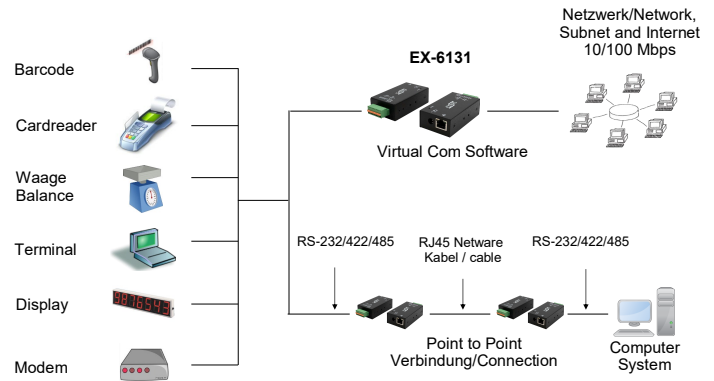 Netzwerk/Network,
Subnet and Internet
10/100 Mbps
EX-6131
Virtual Com Software
Barcode
Cardreader
Waage
Balance
Terminal
Display
9876543
Modem
RS-232/422/485
RJ45 Netware
Kabel / cable
RS-232/422/485
Point to Point
Verbindung/Connection
Computer
System